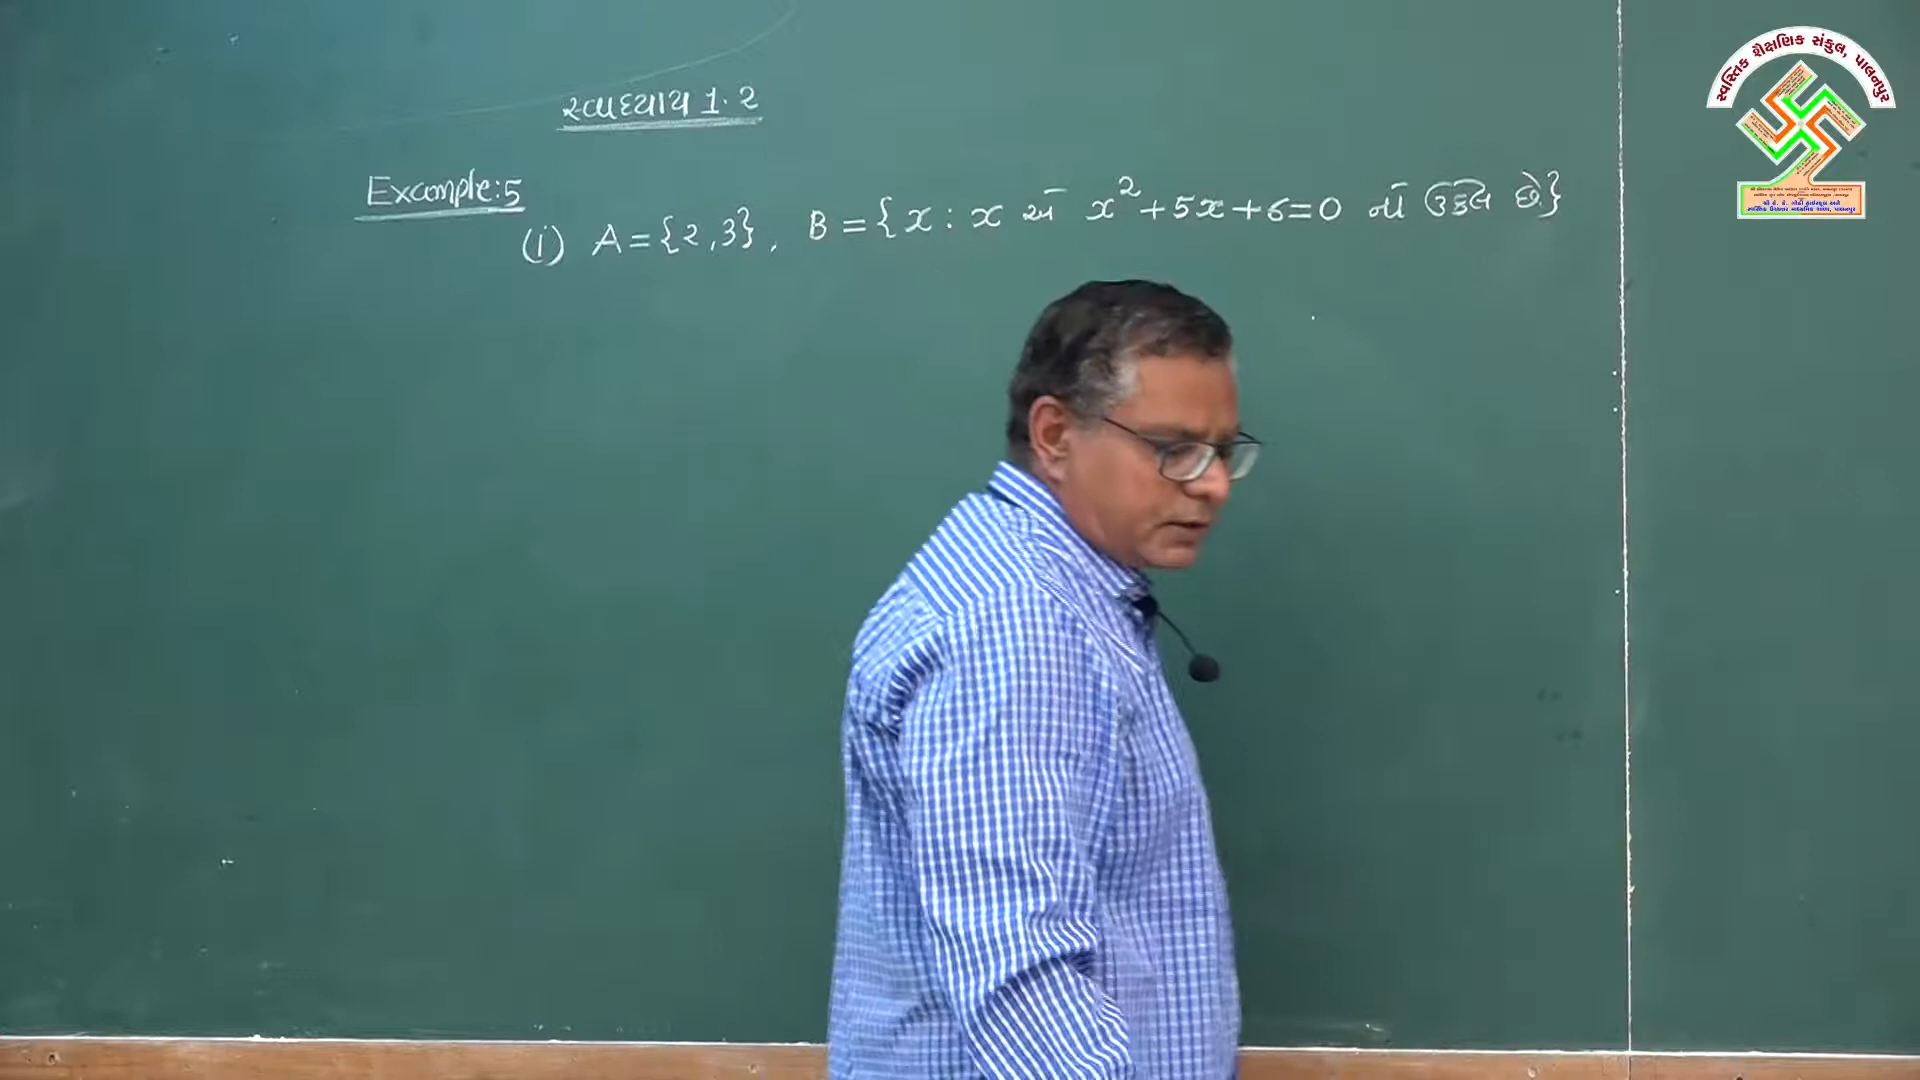 સ્વાધ્યાય 1.2
Example:5
(i) A={2,3}, B={x : x એ x²+5x+6=0 નો ઉકેલ છે}
સ્વસ્તિક શૈક્ષણિક સંકુલ, પાલનપુર